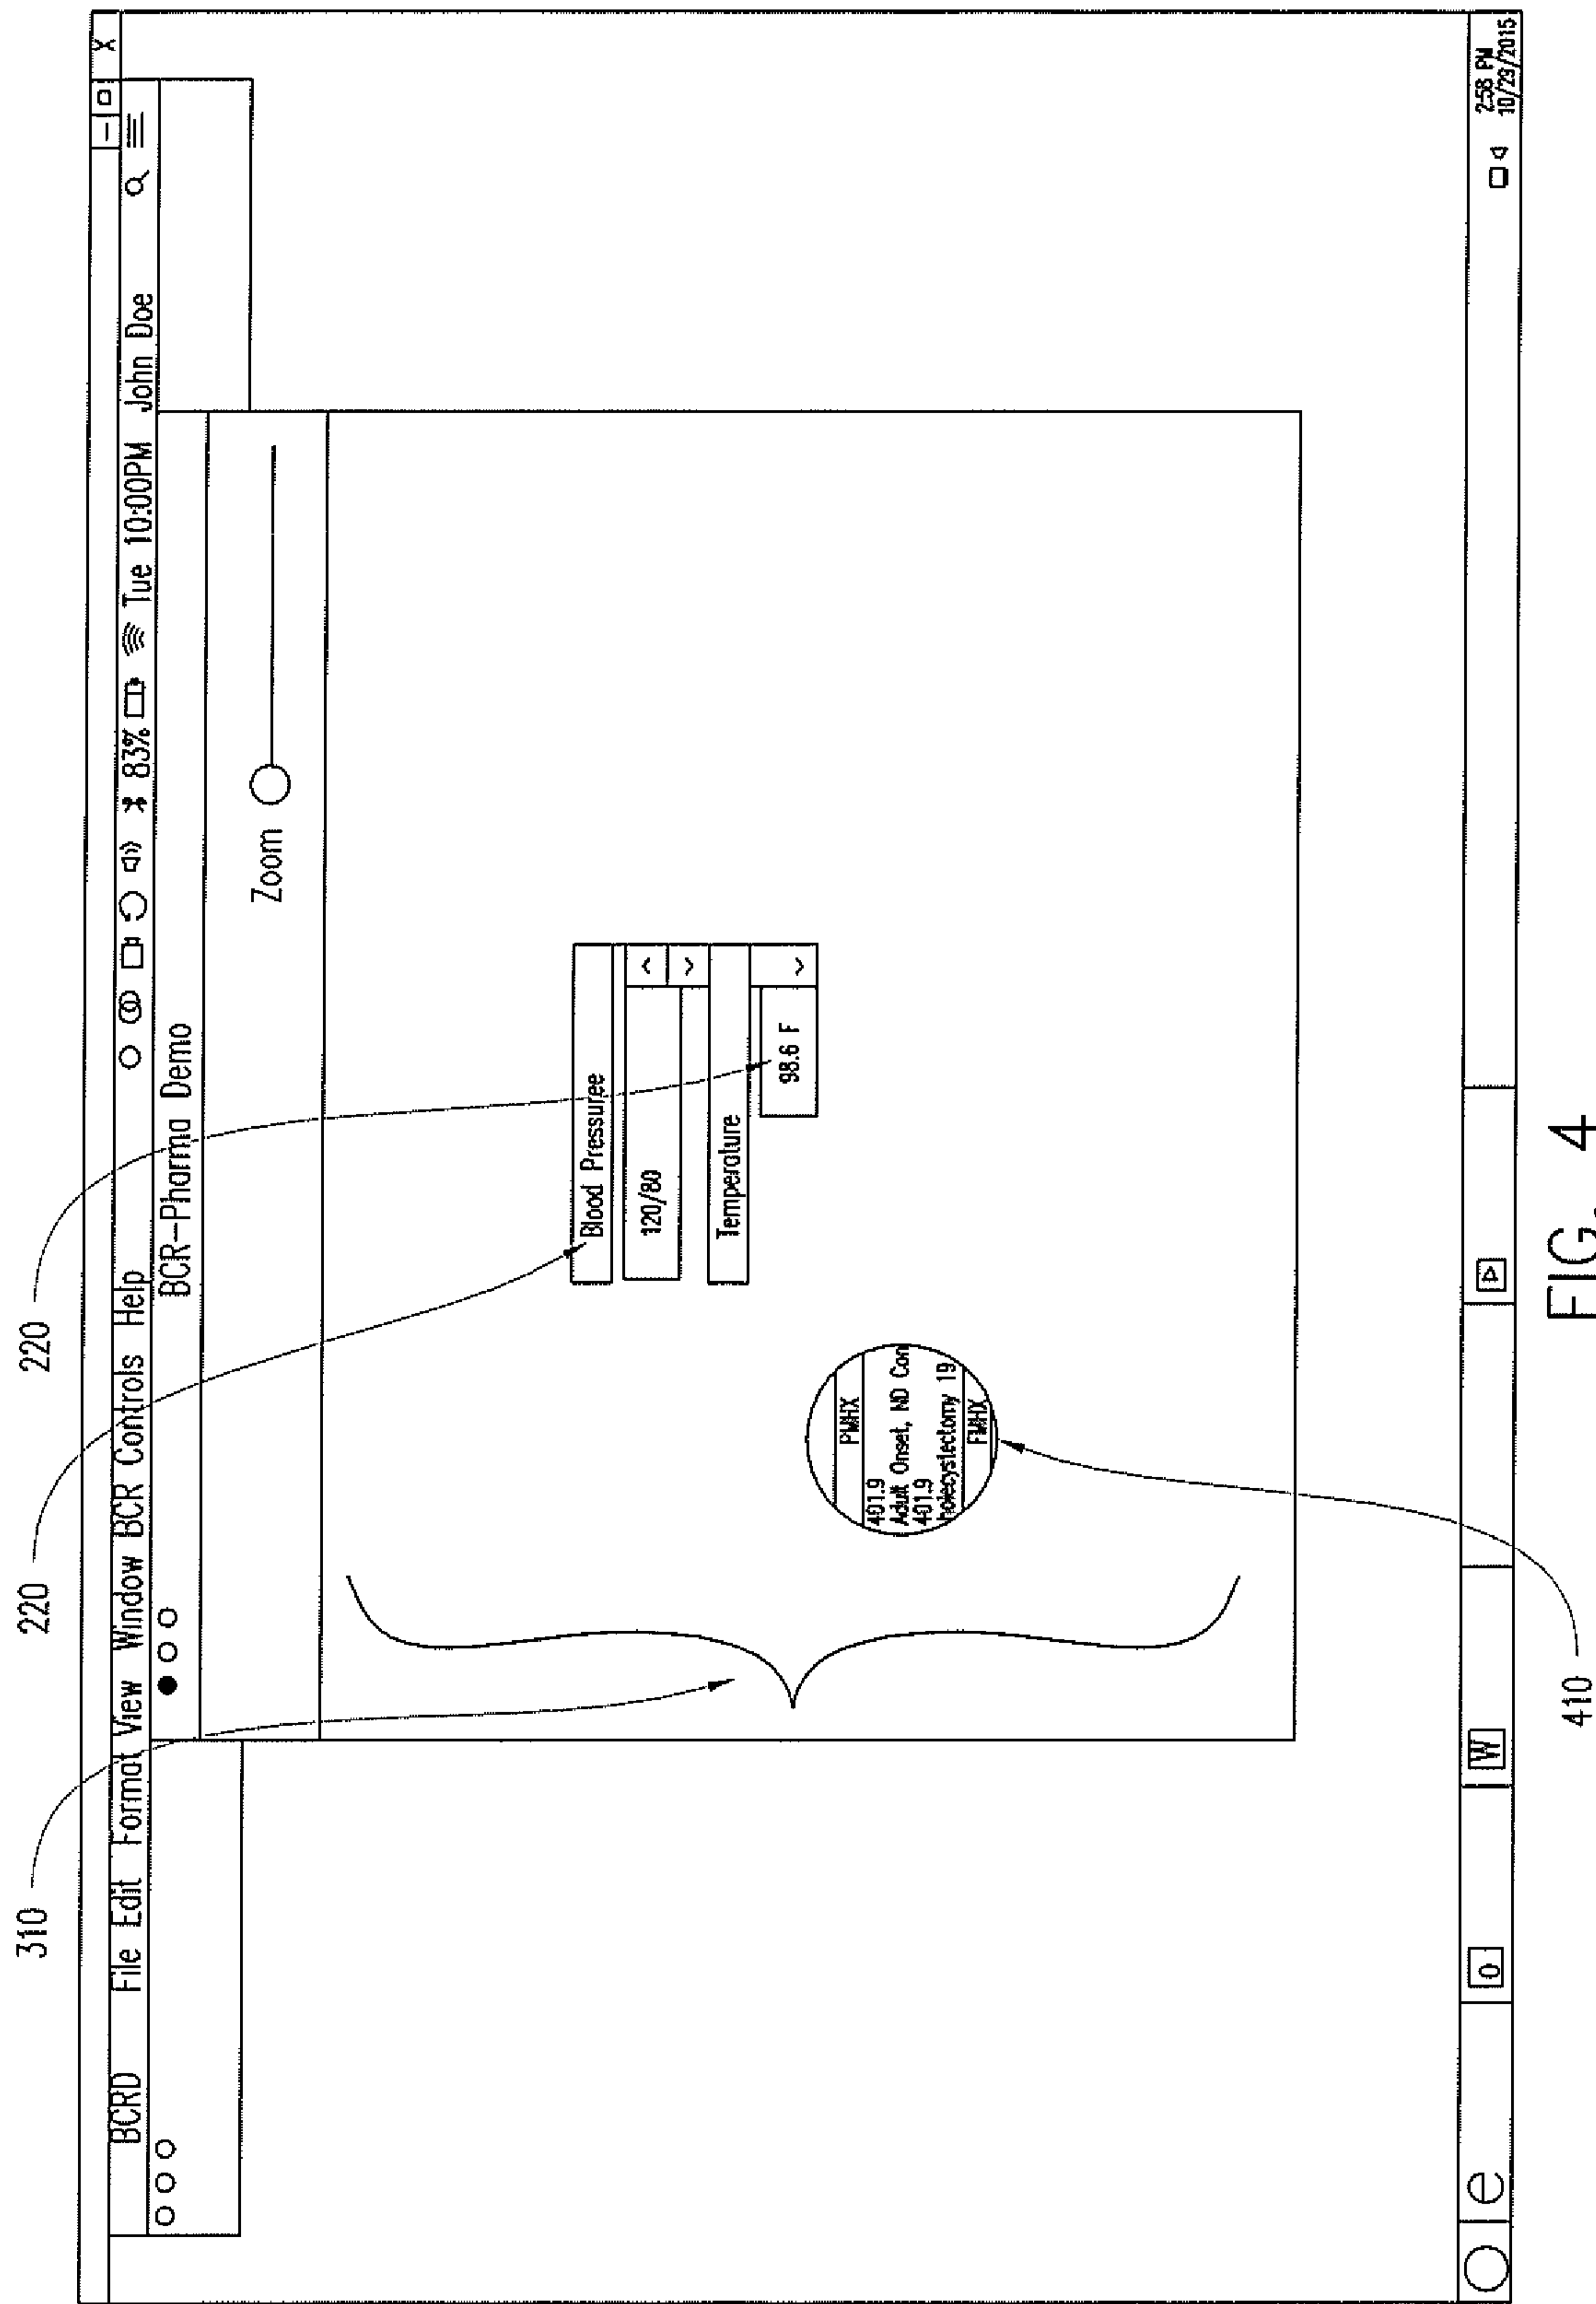 310
220
220
BCRD File Edit Format View Window BCR Controls Help 83% Tue 10:00PM John Doe
BCR-Pharma Demo
Zoom
Blood Pressuree
120/80
Temperature
98.6 F
PMHX
401.9
Adult Onset, ND Con
401.9
holecystectomy 19
FMHX
410
e
o
W
2:58 PM
10/29/2015
FIG. 4